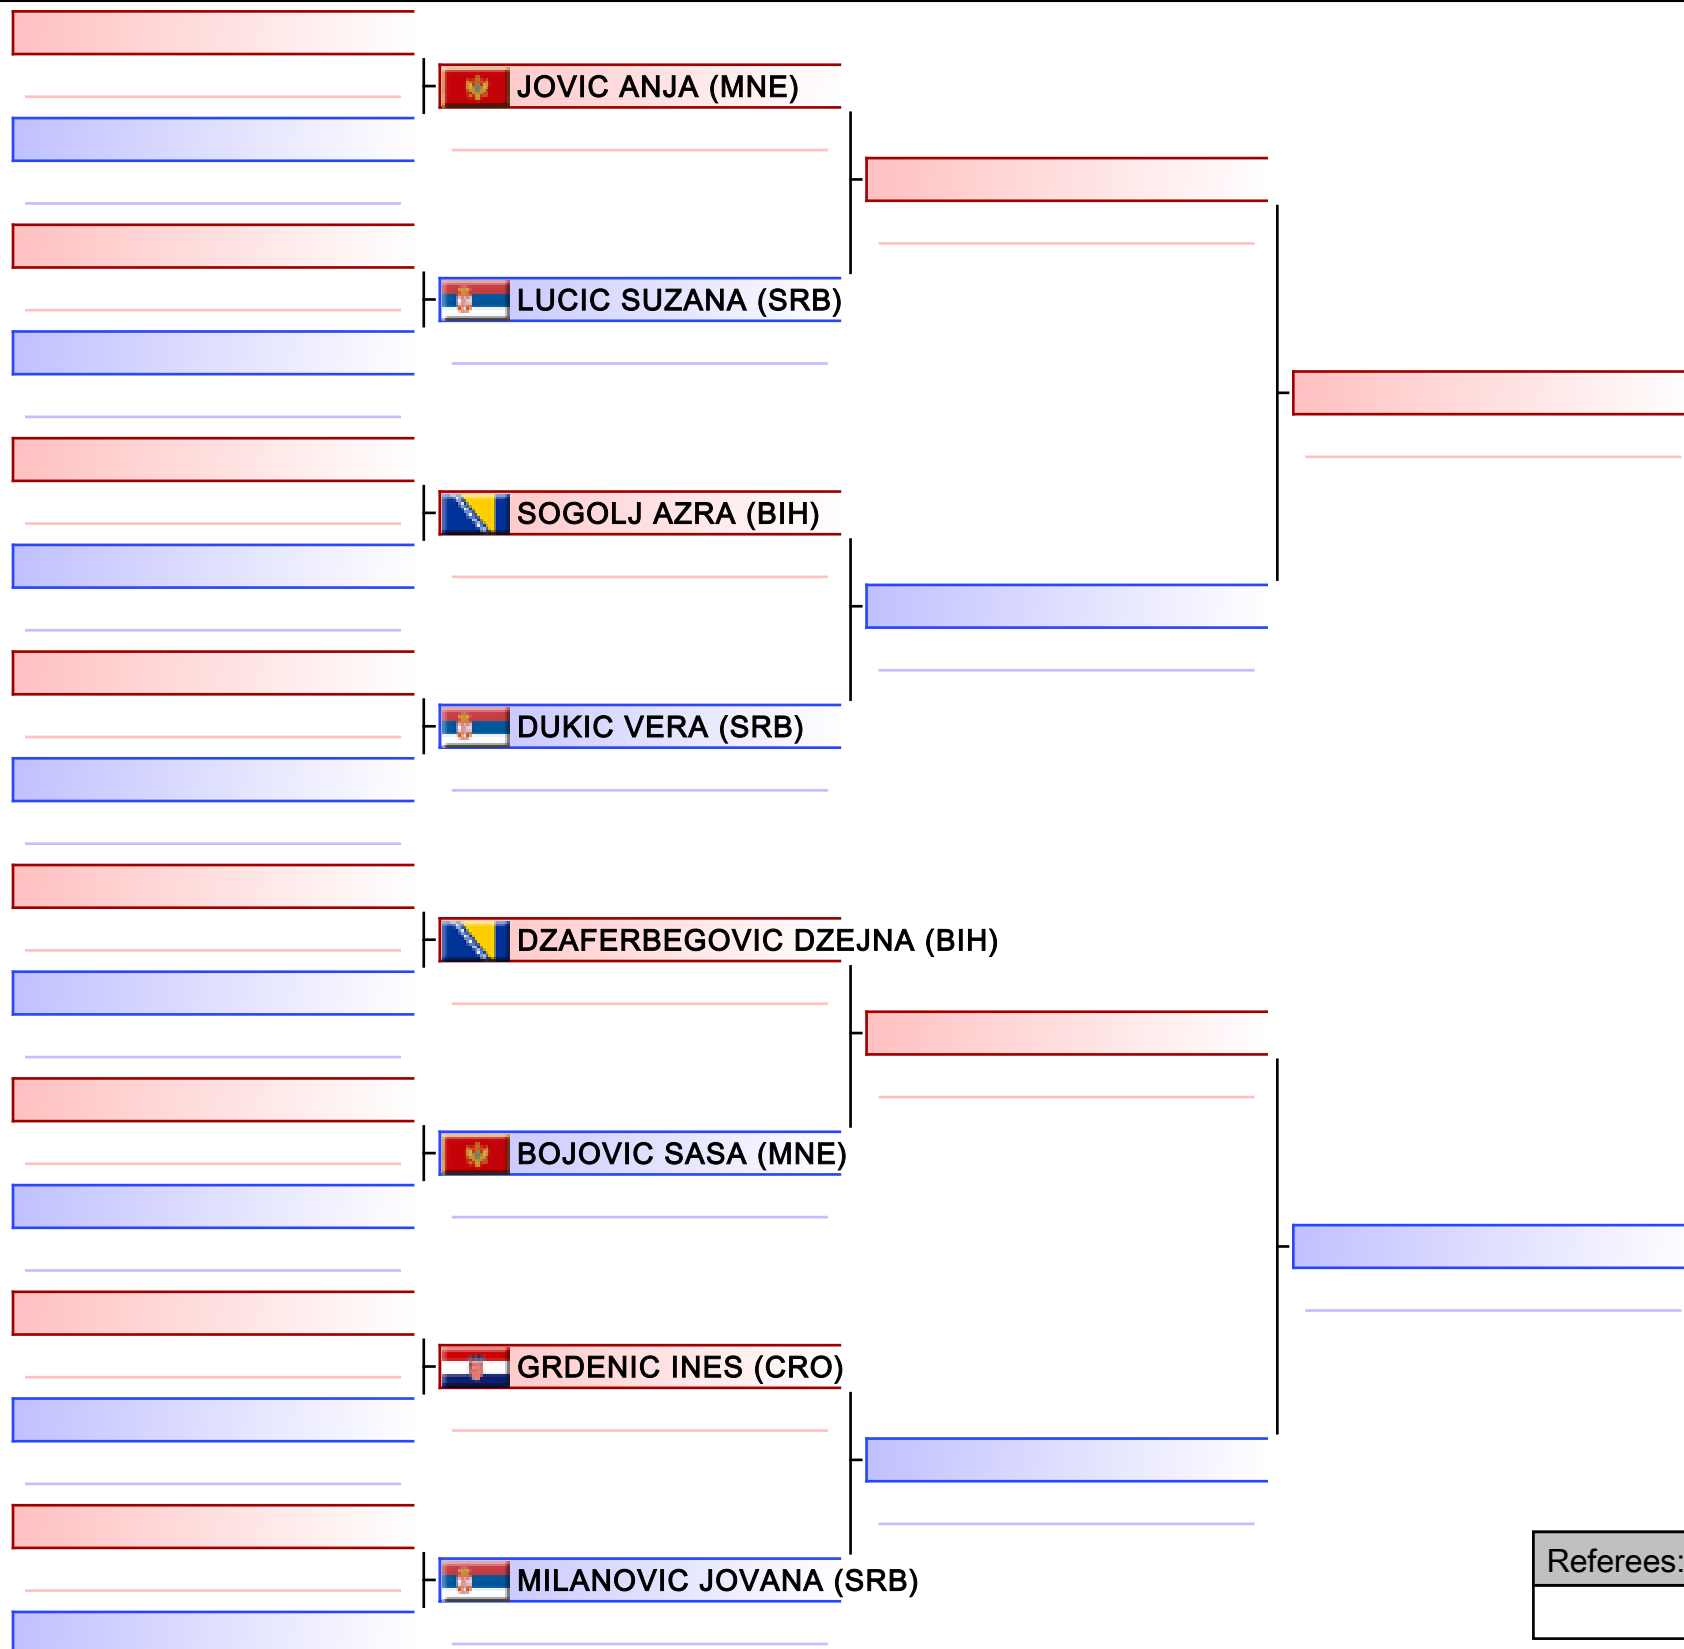 JOVIC ANJA (MNE)
LUCIC SUZANA (SRB)
SOGOLJ AZRA (BIH)
DUKIC VERA (SRB)
DZAFERBEGOVIC DZEJNA (BIH)
BOJOVIC SASA (MNE)
GRDENIC INES (CRO)
MILANOVIC JOVANA (SRB)
Referees: